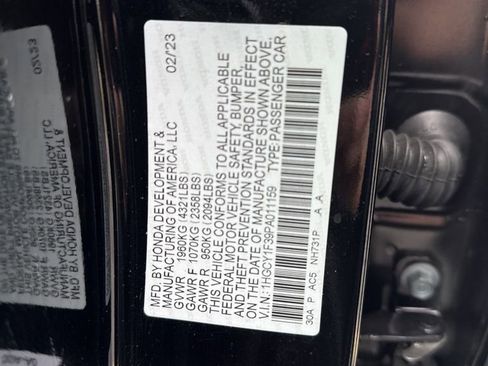 MFD. BY HONDA DEVELOPMENT &
MANUFACTURING OF AMERICA, LLC
02/'23
GVWR 1960KG (4321LBS)
GAWR F 1070KG (2358LBS)
GAWR R 950KG (2094LBS)
THIS VEHICLE CONFORMS TO ALL APPLICABLE
FEDERAL MOTOR VEHICLE SAFETY, BUMPER,
AND THEFT PREVENTION STANDARDS IN EFFECT
ON THE DATE OF MANUFACTURE SHOWN ABOVE.
V.I.N.:1HGCY1F39PA011159 TYPE:PASSENGER CAR
30A P AC5 NH731P A A